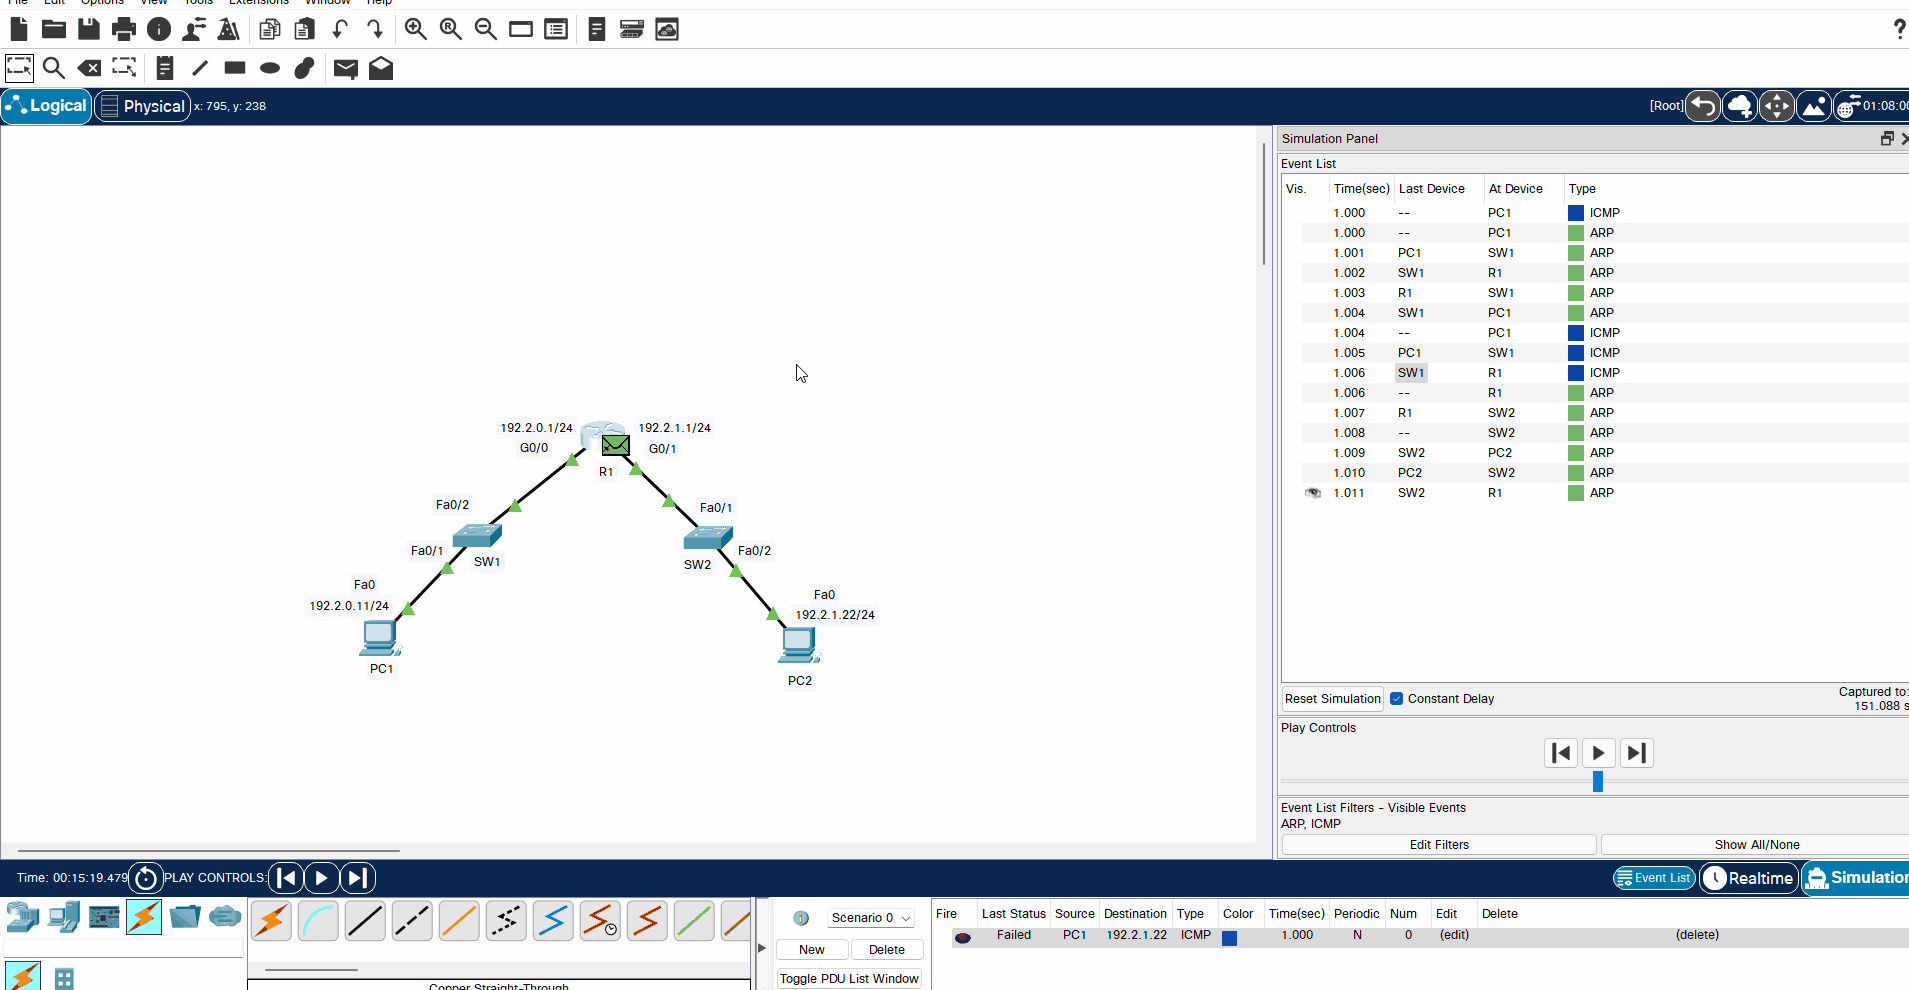 File Edit Options View Tools Extensions Window Help
?
Logical Physical x: 795, y: 238 [Root] 01:08:00
Simulation Panel
Event List
Vis. Time(sec) Last Device At Device Type
1.000 -- PC1 ICMP
1.000 -- PC1 ARP
1.001 PC1 SW1 ARP
1.002 SW1 R1 ARP
1.003 R1 SW1 ARP
1.004 SW1 PC1 ARP
1.004 -- PC1 ICMP
1.005 PC1 SW1 ICMP
1.006 SW1 R1 ICMP
1.006 -- R1 ARP
1.007 R1 SW2 ARP
1.008 -- SW2 ARP
1.009 SW2 PC2 ARP
1.010 PC2 SW2 ARP
1.011 SW2 R1 ARP
192.2.0.1/24 192.2.1.1/24
G0/0 G0/1
R1
Fa0/2 Fa0/1
Fa0/1 SW1 SW2 Fa0/2
Fa0 Fa0
192.2.0.11/24 192.2.1.22/24
PC1 PC2
Reset Simulation Constant Delay Captured to:
151.088 s
Play Controls
Event List Filters - Visible Events
ARP, ICMP
Edit Filters Show All/None
Time: 00:15:19.479 PLAY CONTROLS: Event List Realtime Simulation
Scenario 0 Fire Last Status Source Destination Type Color Time(sec) Periodic Num Edit Delete
Failed PC1 192.2.1.22 ICMP 1.000 N 0 (edit) (delete)
New Delete
Toggle PDU List Window
Copper Straight-Through